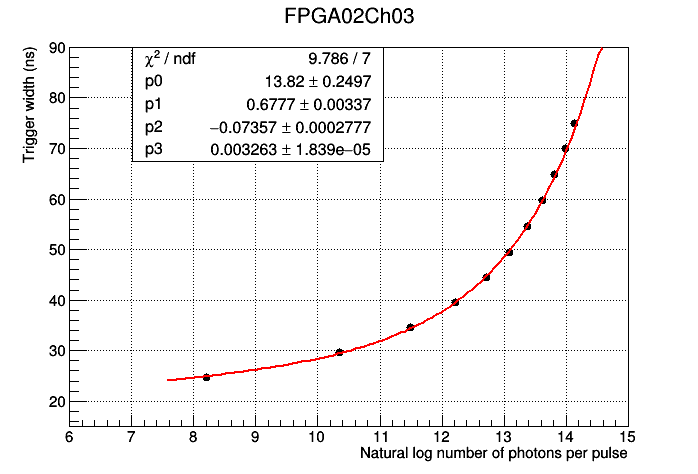 FPGA02Ch03
χ² / ndf 9.786 / 7
p0 13.82 ± 0.2497
p1 0.6777 ± 0.00337
p2 −0.07357 ± 0.0002777
p3 0.003263 ± 1.839e−05
Trigger width (ns)
90
80
70
60
50
40
30
20
6 7 8 9 10 11 12 13 14 15
Natural log number of photons per pulse